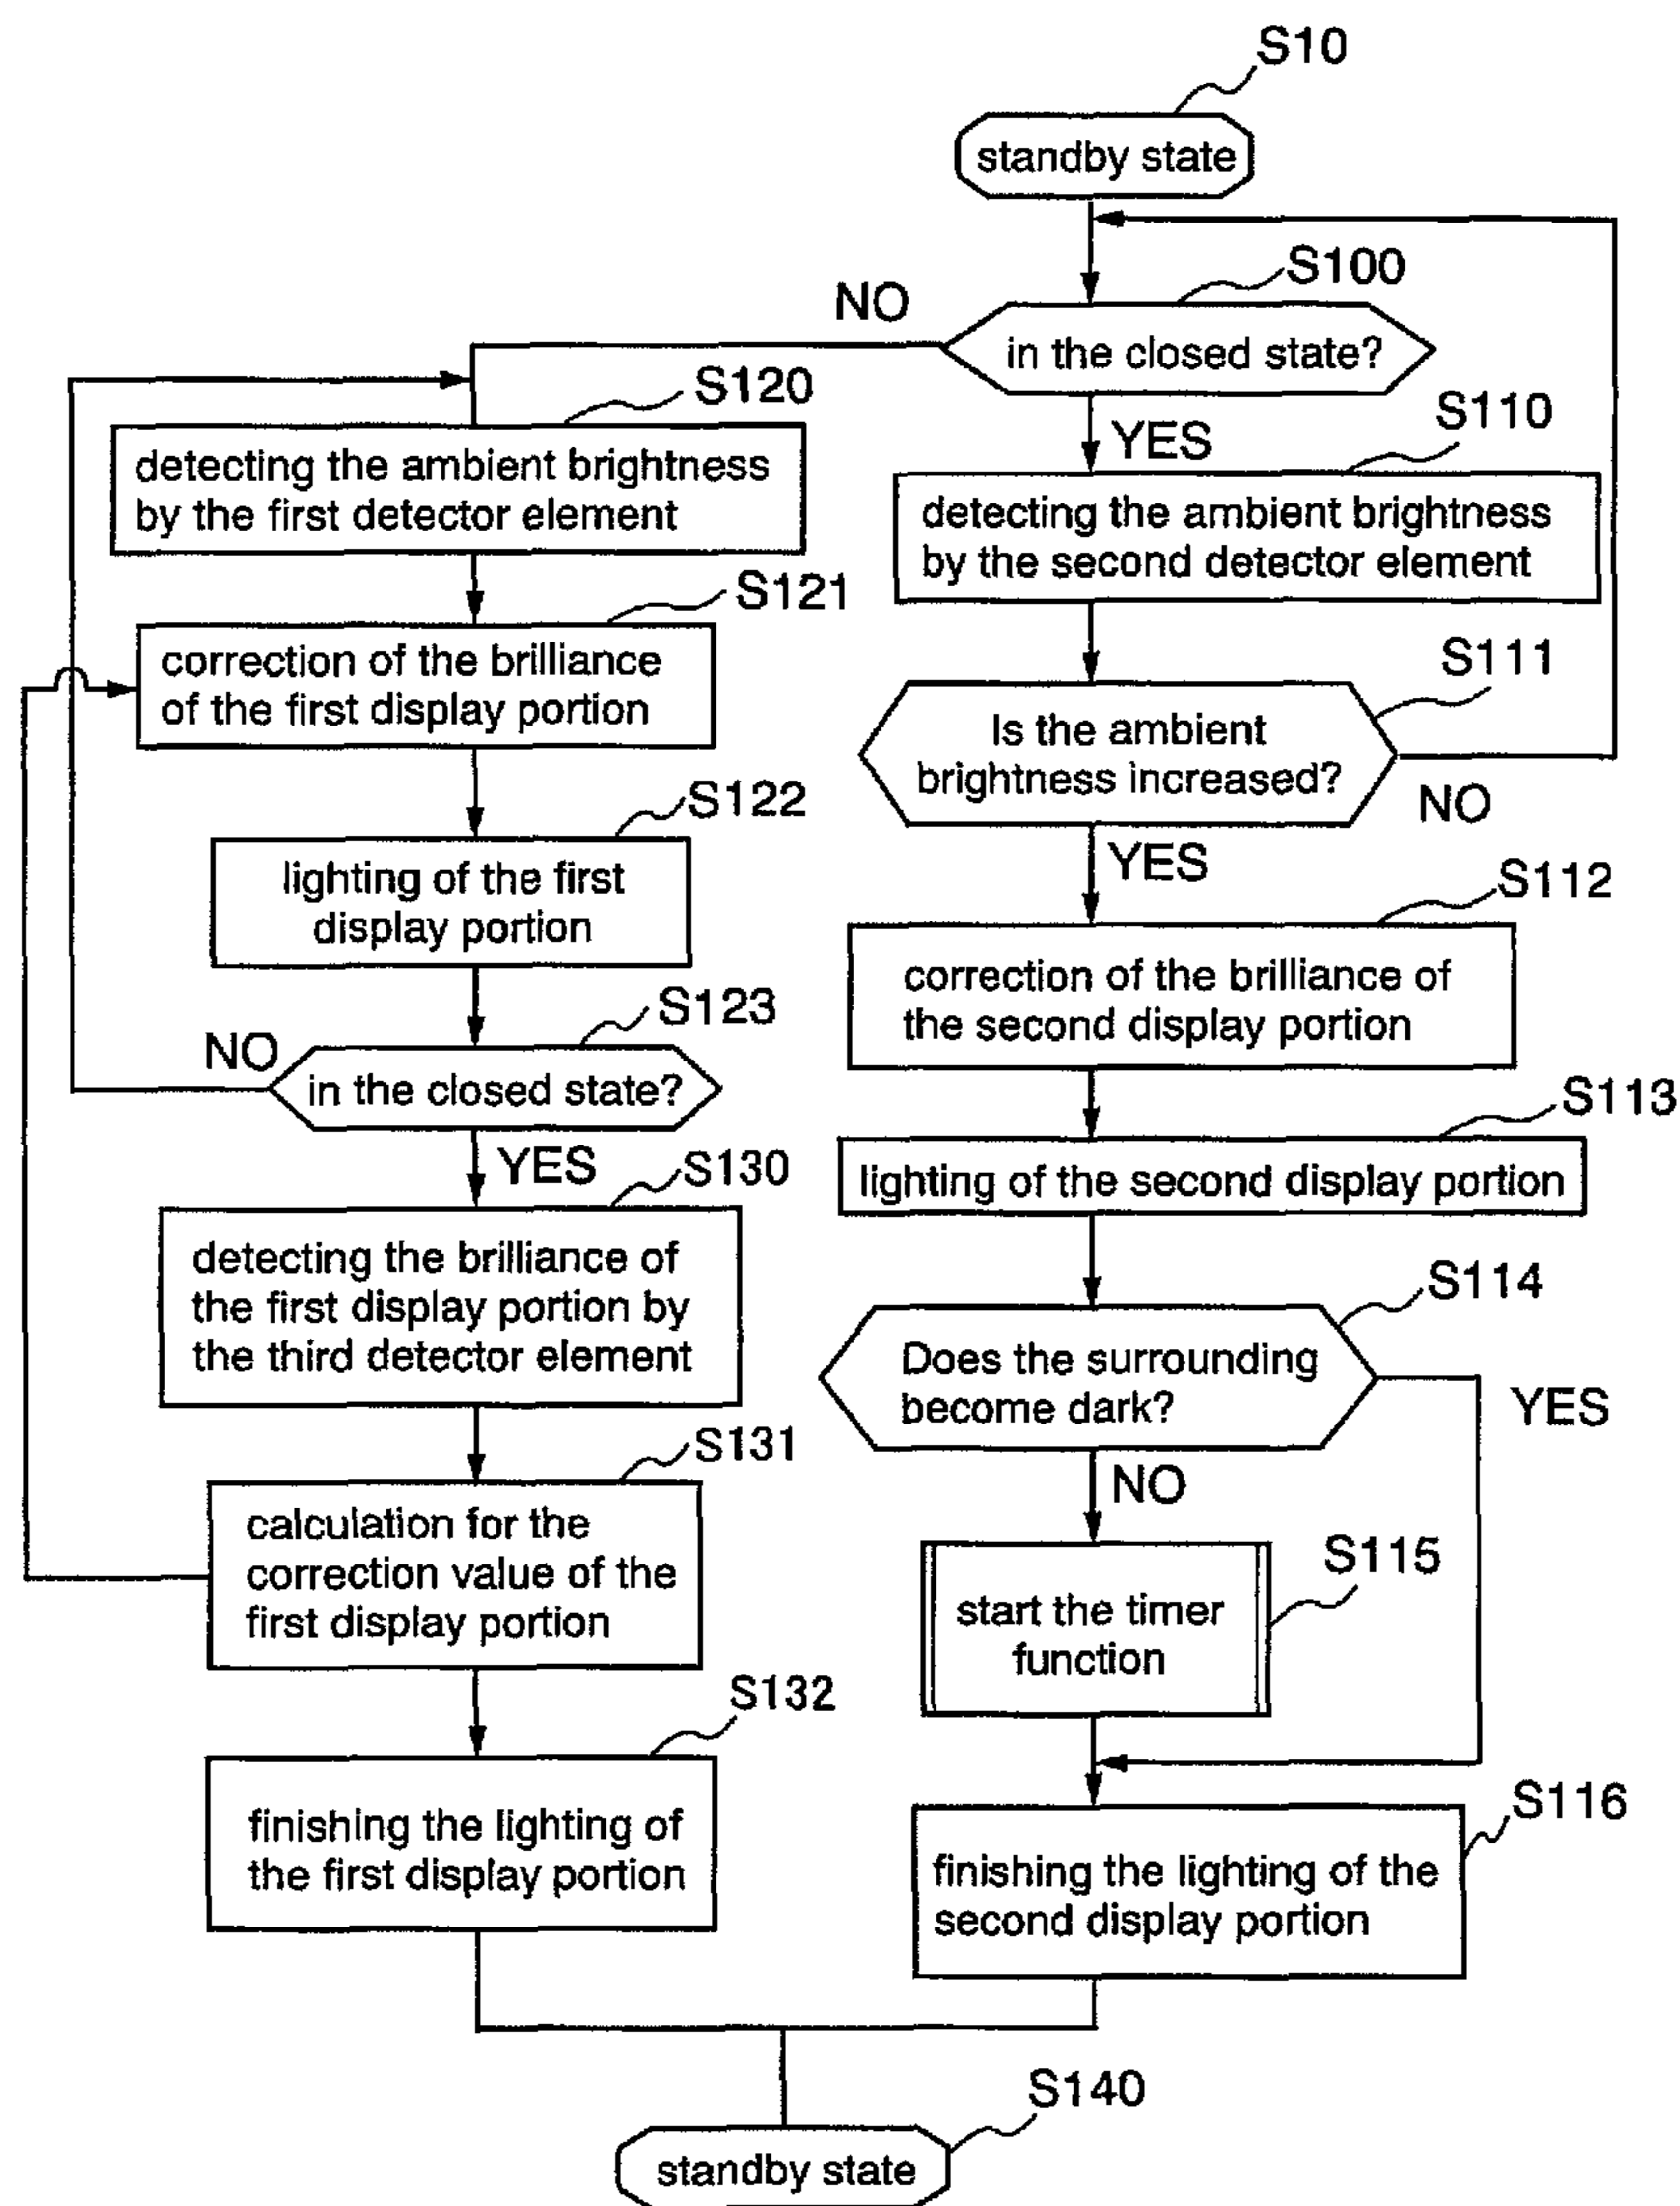 S10
standby state
S100
NO
in the closed state?
YES
S120
detecting the ambient brightness
by the first detector element
S110
detecting the ambient brightness
by the second detector element
S121
correction of the brilliance
of the first display portion
S111
Is the ambient
brightness increased?
NO
YES
S122
lighting of the first
display portion
S112
correction of the brilliance of
the second display portion
S123
NO
in the closed state?
YES
S113
lighting of the second display portion
S130
detecting the brilliance of
the first display portion by
the third detector element
S114
Does the surrounding
become dark?
YES
NO
S131
calculation for the
correction value of the
first display portion
S115
start the timer
function
S132
finishing the lighting of
the first display portion
S116
finishing the lighting of the
second display portion
S140
standby state